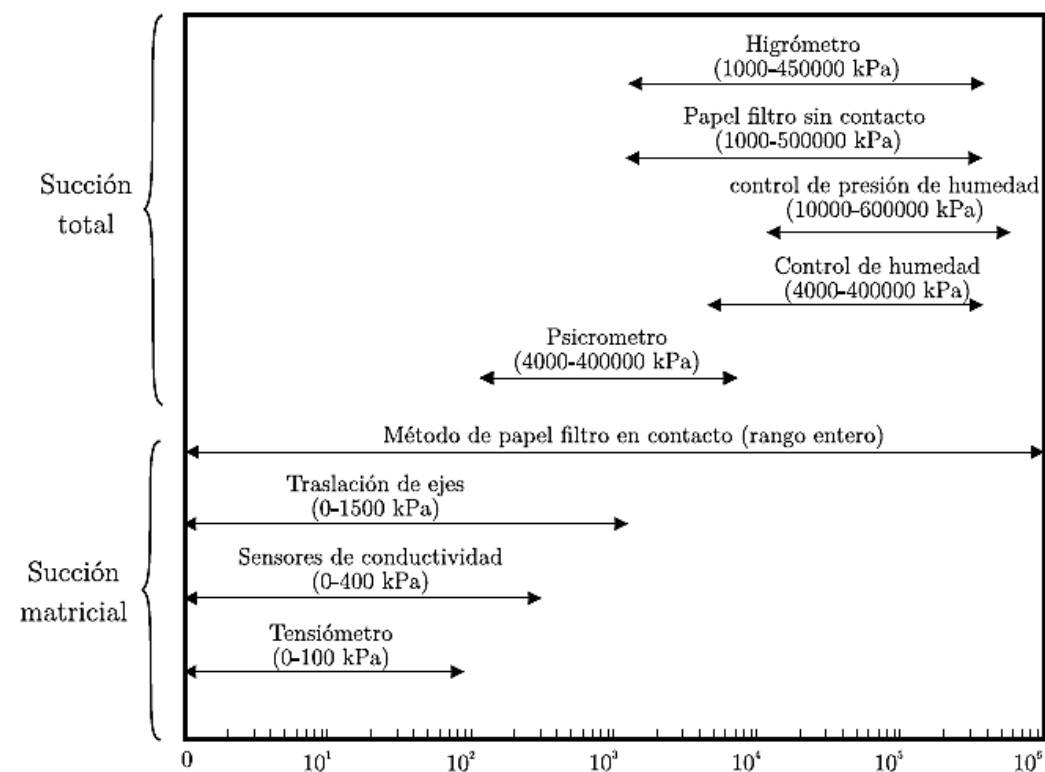 Higrómetro
(1000-450000 kPa)
Papel filtro sin contacto
(1000-500000 kPa)
control de presión de humedad
(10000-600000 kPa)
Control de humedad
(4000-400000 kPa)
Psicrometro
(4000-400000 kPa)
Succión
total
Método de papel filtro en contacto (rango entero)
Traslación de ejes
(0-1500 kPa)
Sensores de conductividad
(0-400 kPa)
Tensiómetro
(0-100 kPa)
Succión
matricial
0 10¹ 10² 10³ 10⁴ 10⁵ 10⁶